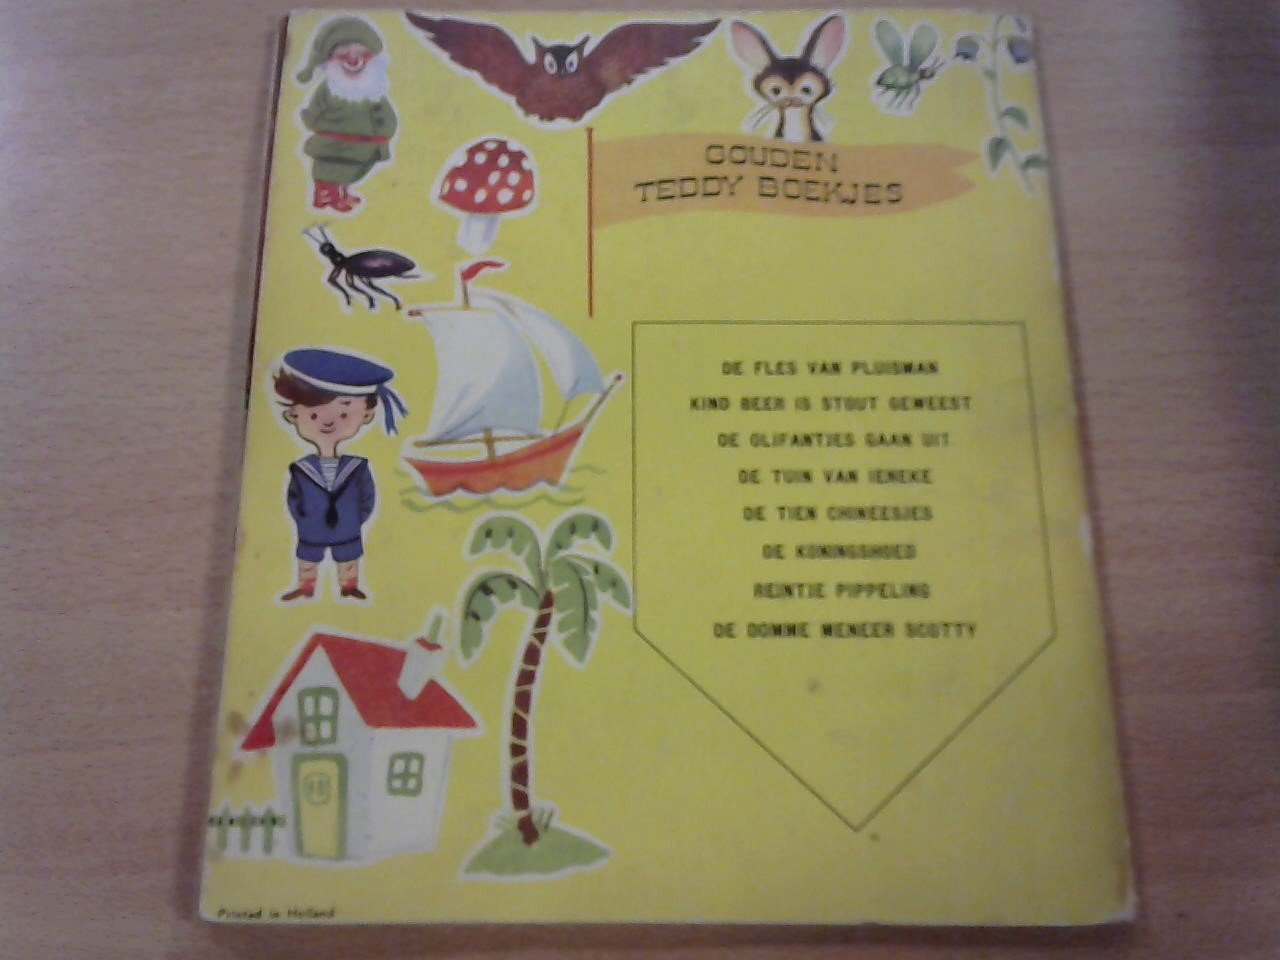 GOUDEN
TEDDY BOEKJES
DE FLES VAN PLUISMAN
KIND BEER IS STOUT GEWEEST
DE OLIFANTJES GAAN UIT
DE TUIN VAN IENEKE
DE TIEN CHINEESJES
DE KONINGSHOED
REINTJE PIPPELING
DE DOMME MENEER SCOTTY
Printed in Holland